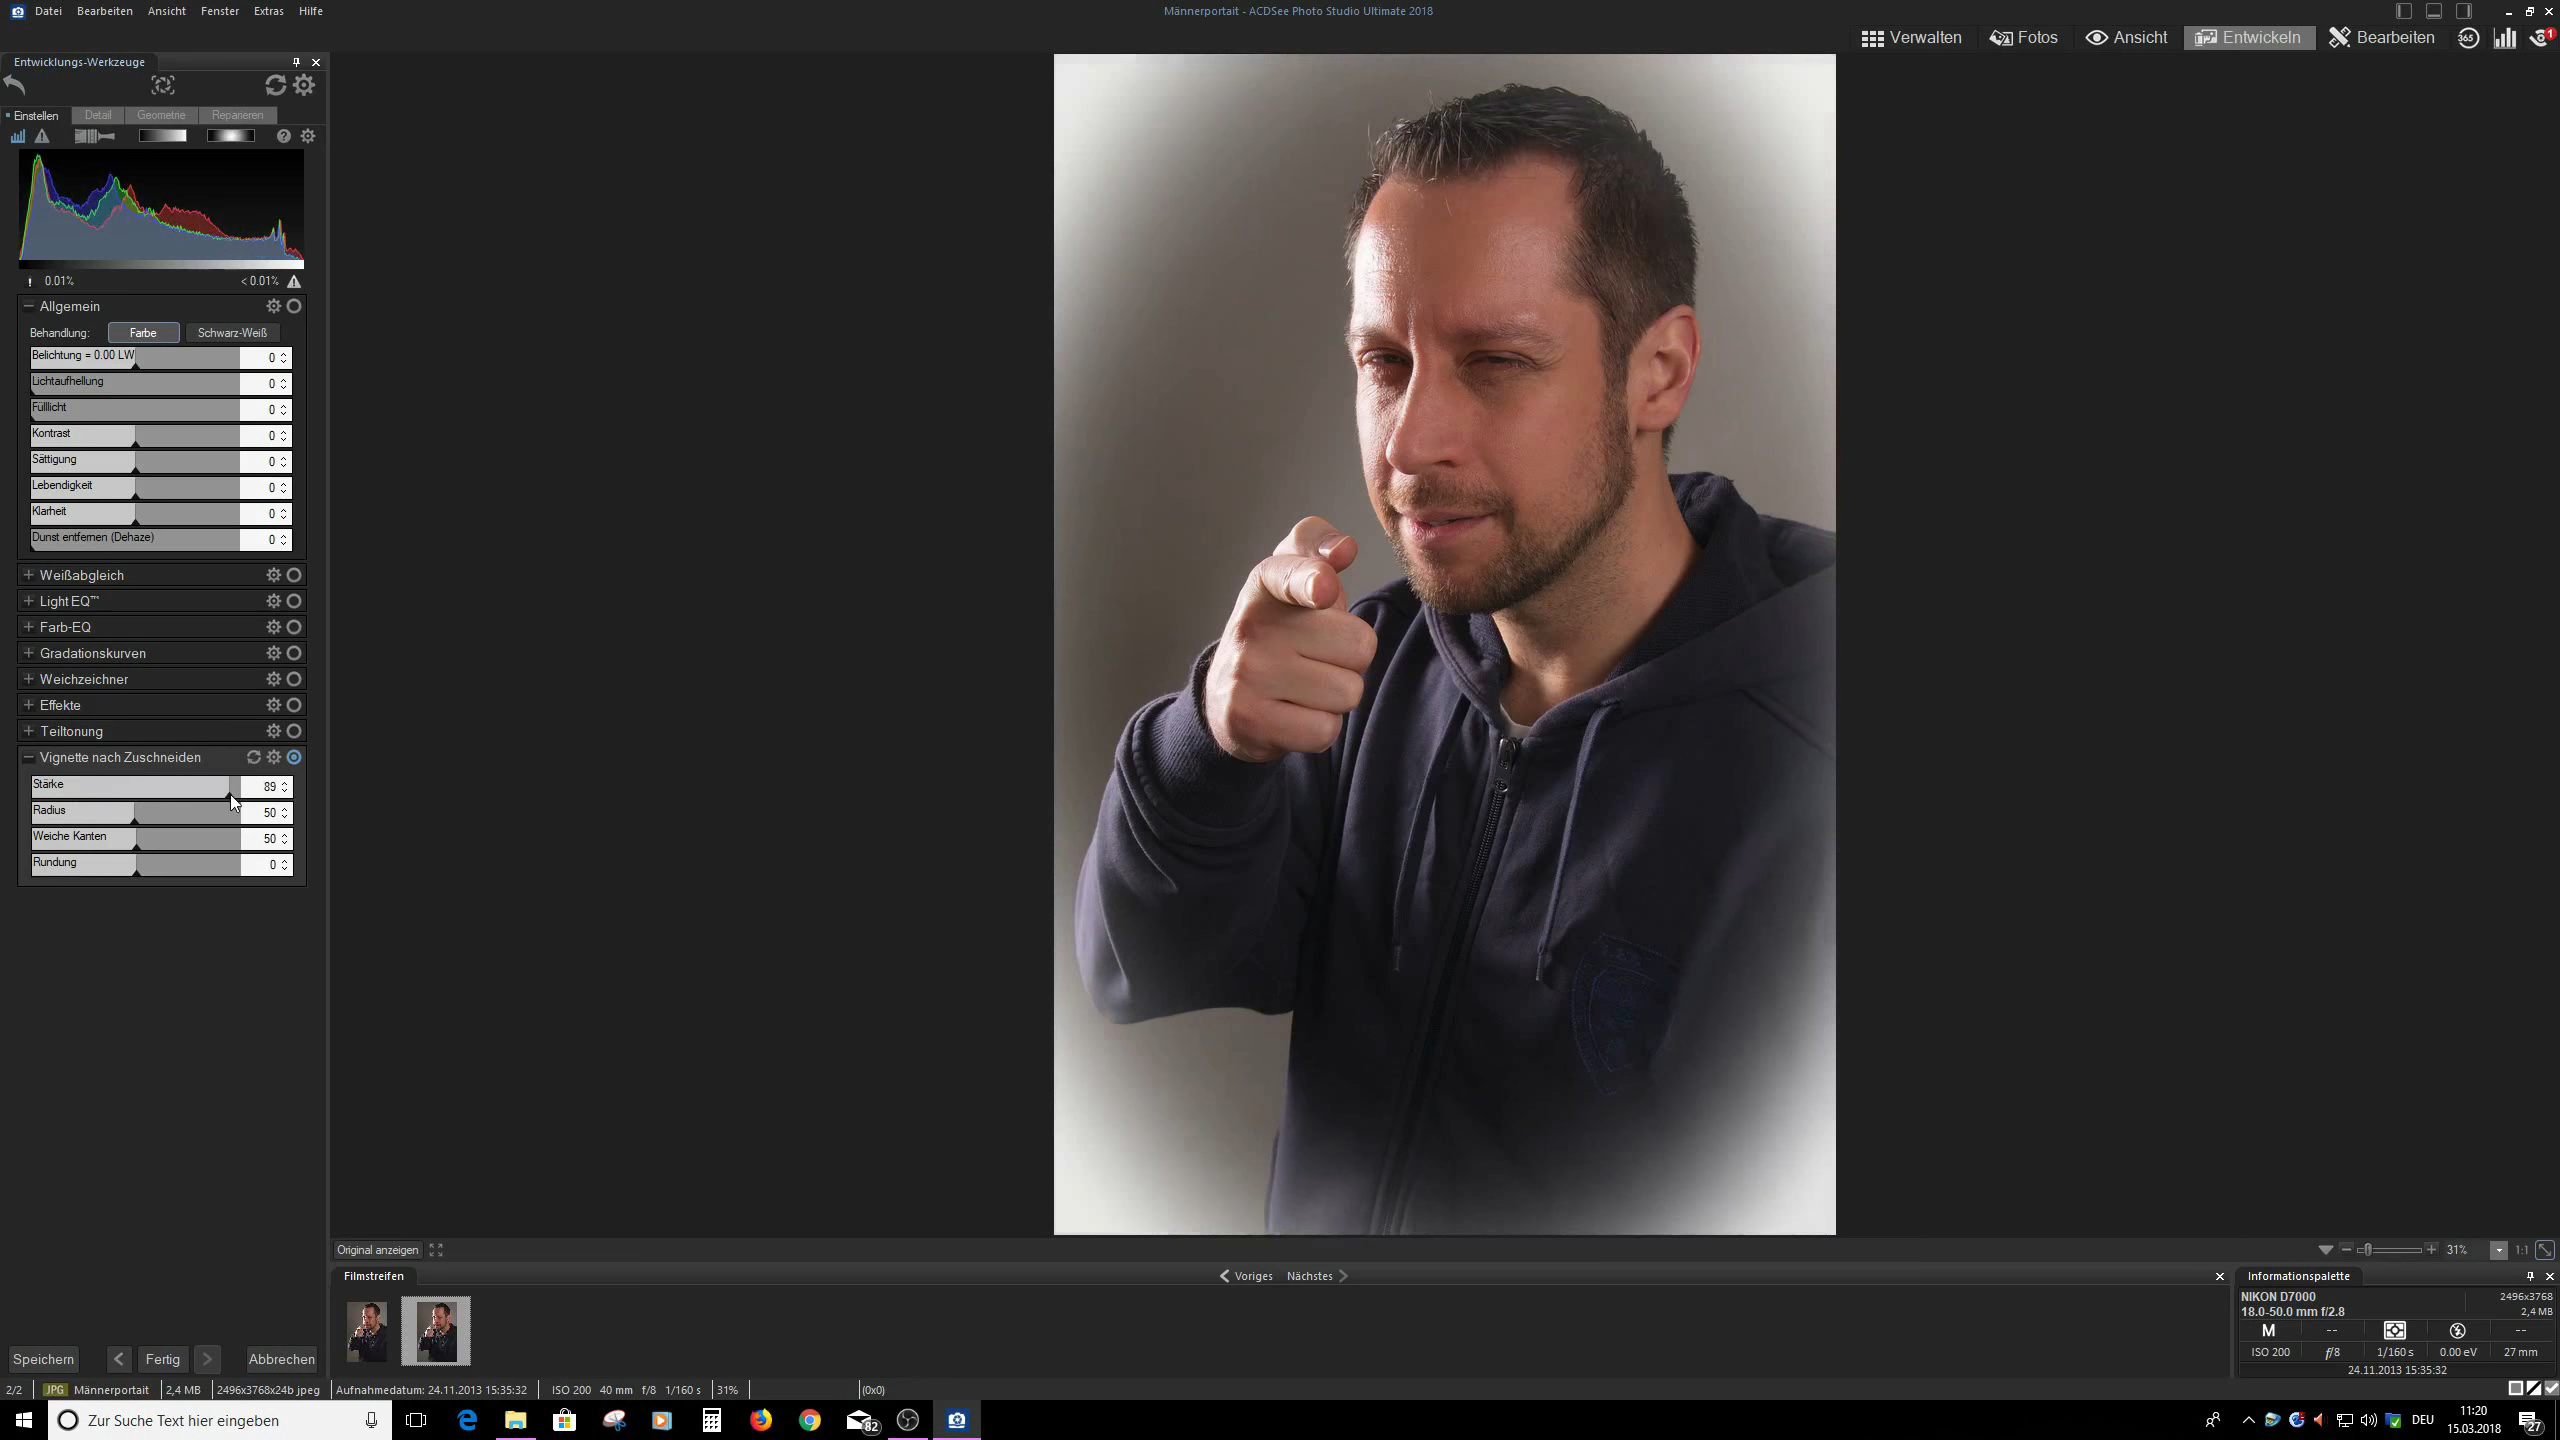 Datei Bearbeiten Ansicht Fenster Extras Hilfe
Männerportait - ACDSee Photo Studio Ultimate 2018
Verwalten Fotos Ansicht Entwickeln Bearbeiten 365 1
Entwicklungs-Werkzeuge
Einstellen Detail Geometrie Reparieren
0.01% < 0.01%
Allgemein
Behandlung: Farbe Schwarz-Weiß
Belichtung = 0.00 LW 0
Lichtaufhellung 0
Fülllicht 0
Kontrast 0
Sättigung 0
Lebendigkeit 0
Klarheit 0
Dunst entfernen (Dehaze) 0
Weißabgleich
Light EQ™
Farb-EQ
Gradationskurven
Weichzeichner
Effekte
Teiltonung
Vignette nach Zuschneiden
Stärke 89
Radius 50
Weiche Kanten 50
Rundung 0
Original anzeigen
31% 1:1
Filmstreifen
Voriges Nächstes
Informationspalette
NIKON D7000 2496x3768
18.0-50.0 mm f/2.8 2,4 MB
M -- --
ISO 200 f/8 1/160 s 0.00 eV 27 mm
24.11.2013 15:35:32
Speichern Fertig Abbrechen
2/2 JPG Männerportait 2,4 MB 2496x3768x24b jpeg Aufnahmedatum: 24.11.2013 15:35:32 ISO 200 40 mm f/8 1/160 s 31% (0x0)
Zur Suche Text hier eingeben
82
DEU
11:20
15.03.2018
27